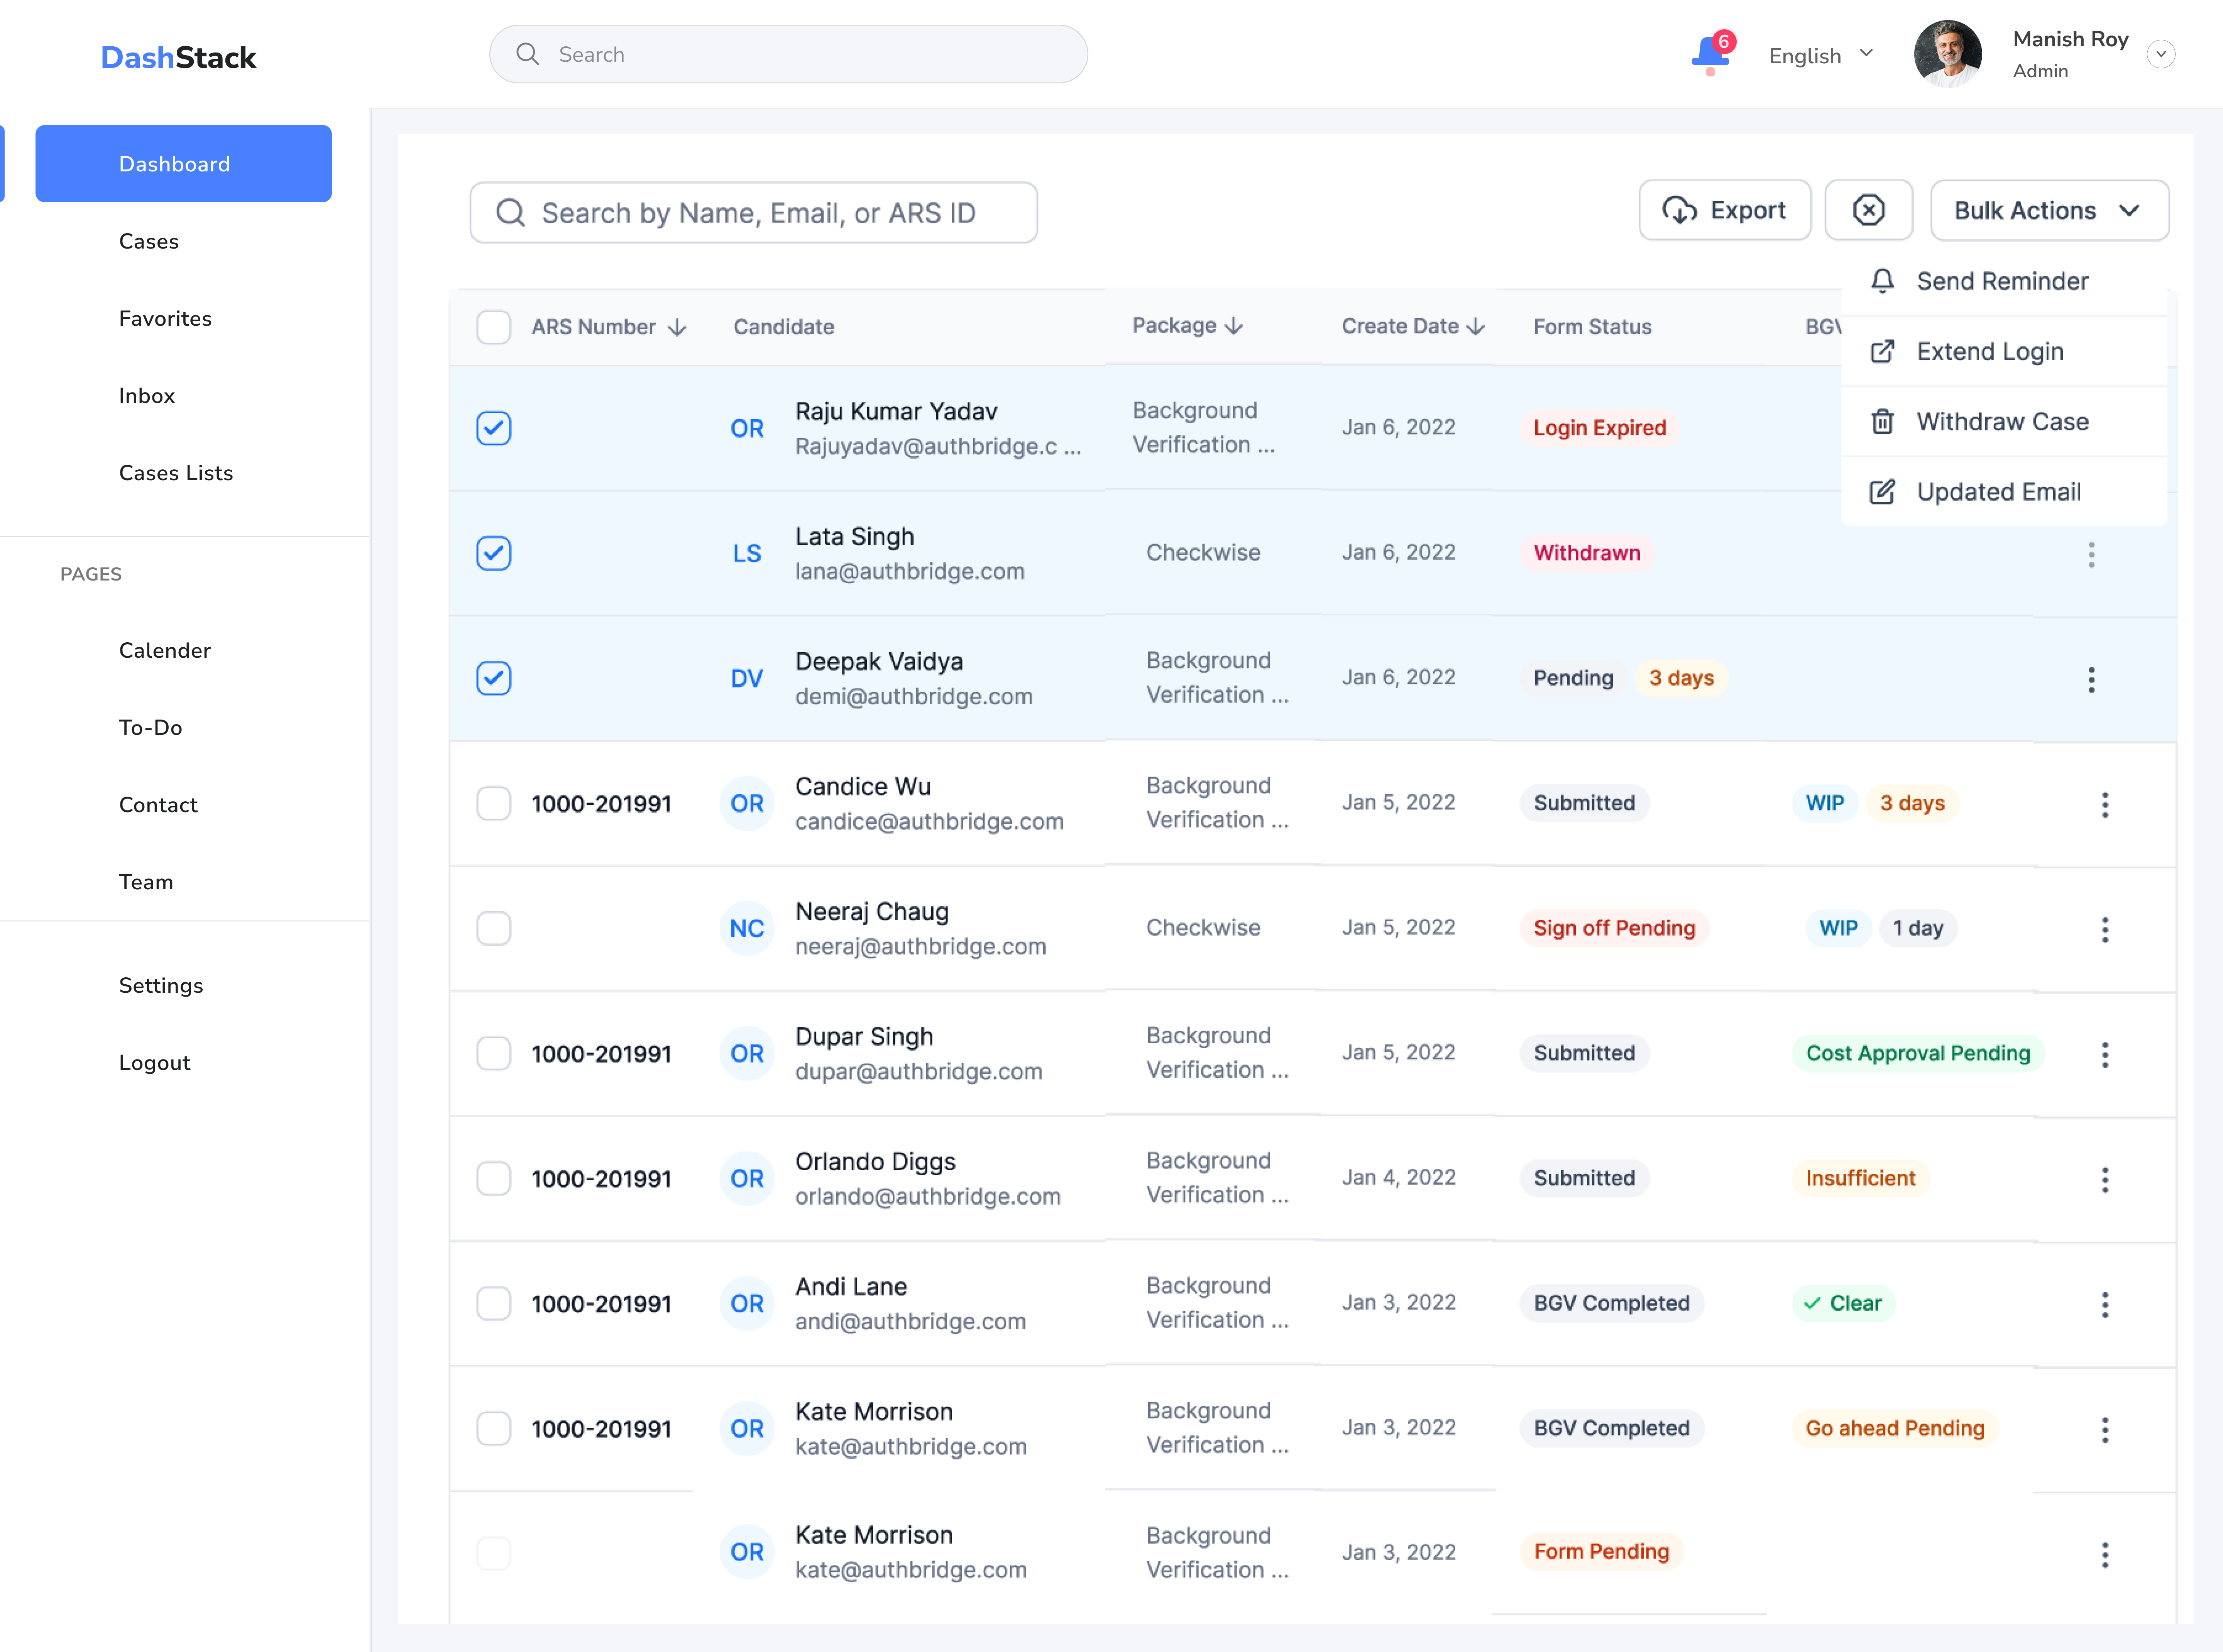 DashStack
Search
6
English
Manish Roy
Admin
Dashboard
Cases
Favorites
Inbox
Cases Lists
PAGES
Calender
To-Do
Contact
Team
Settings
Logout
Search by Name, Email, or ARS ID
Export
Bulk Actions
Send Reminder
Extend Login
Withdraw Case
Updated Email
ARS Number
Candidate
Package
Create Date
Form Status
BGV
OR
Raju Kumar Yadav
Rajuyadav@authbridge.c ...
Background
Verification ...
Jan 6, 2022
Login Expired
LS
Lata Singh
lana@authbridge.com
Checkwise
Jan 6, 2022
Withdrawn
DV
Deepak Vaidya
demi@authbridge.com
Background
Verification ...
Jan 6, 2022
Pending
3 days
1000-201991
OR
Candice Wu
candice@authbridge.com
Background
Verification ...
Jan 5, 2022
Submitted
WIP
3 days
NC
Neeraj Chaug
neeraj@authbridge.com
Checkwise
Jan 5, 2022
Sign off Pending
WIP
1 day
1000-201991
OR
Dupar Singh
dupar@authbridge.com
Background
Verification ...
Jan 5, 2022
Submitted
Cost Approval Pending
1000-201991
OR
Orlando Diggs
orlando@authbridge.com
Background
Verification ...
Jan 4, 2022
Submitted
Insufficient
1000-201991
OR
Andi Lane
andi@authbridge.com
Background
Verification ...
Jan 3, 2022
BGV Completed
Clear
1000-201991
OR
Kate Morrison
kate@authbridge.com
Background
Verification ...
Jan 3, 2022
BGV Completed
Go ahead Pending
OR
Kate Morrison
kate@authbridge.com
Background
Verification ...
Jan 3, 2022
Form Pending